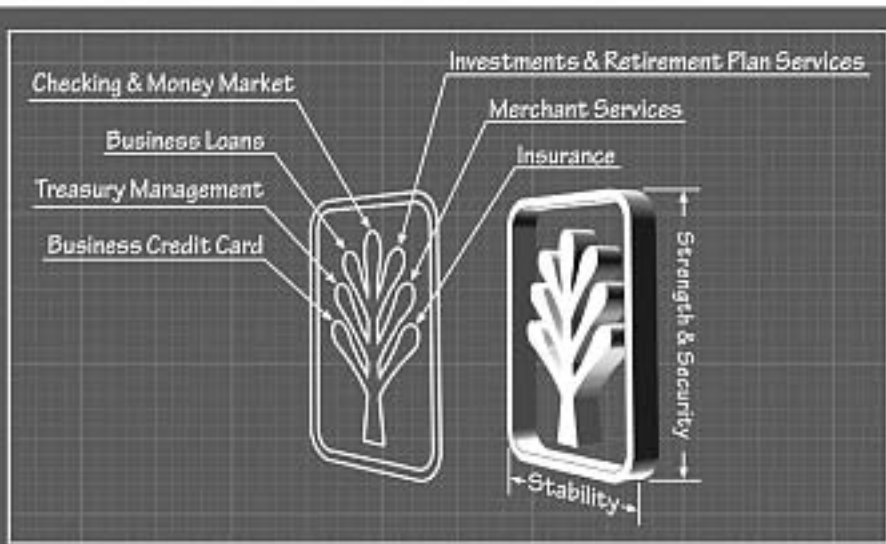 Checking & Money Market
Business Loans
Treasury Management
Business Credit Card
Investments & Retirement Plan Services
Merchant Services
Insurance
Strength & Security
Stability